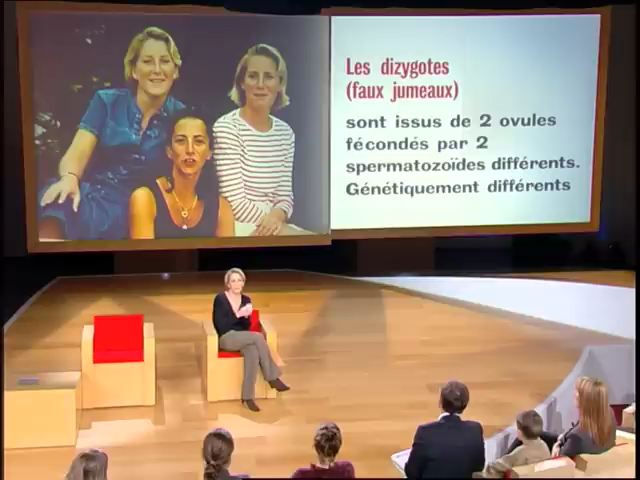 Les dizygotes
(faux jumeaux)
sont issus de 2 ovules
fécondés par 2
spermatozoïdes différents.
Génétiquement différents